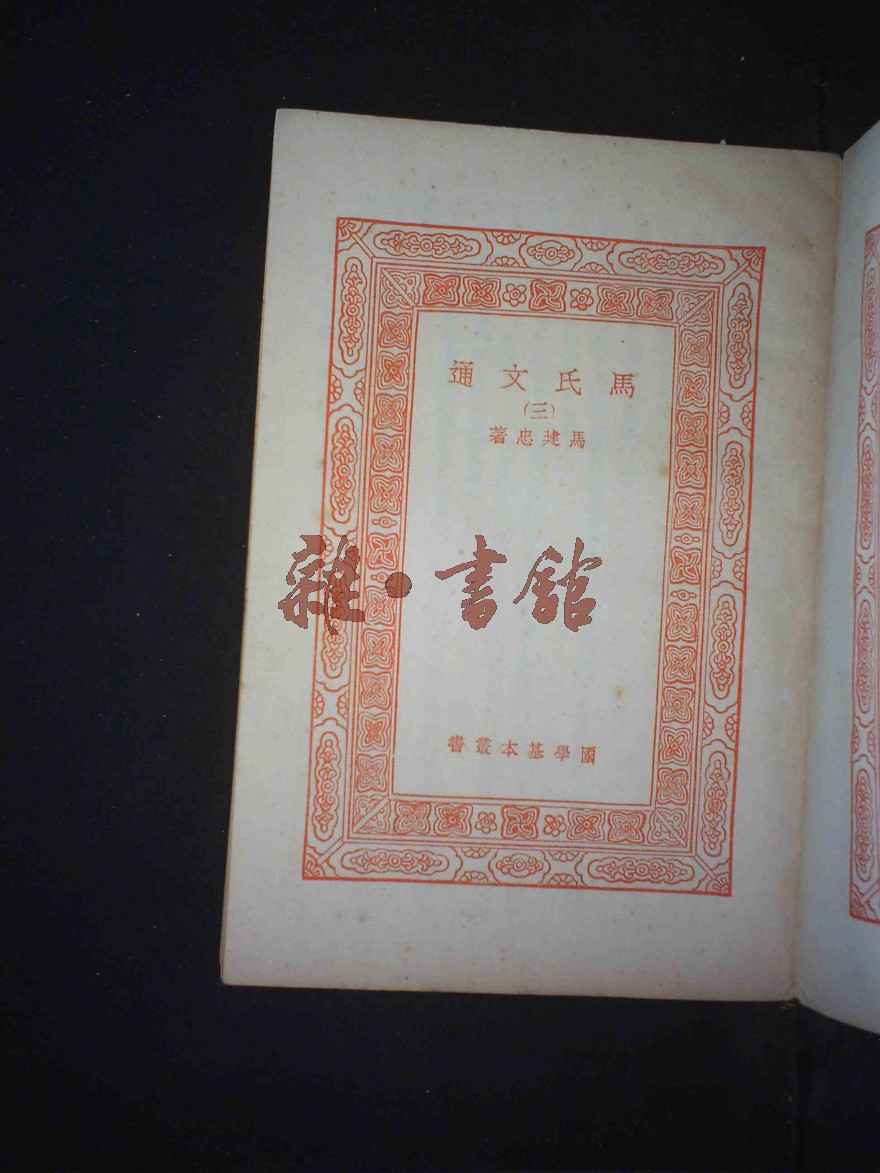 馬氏文通
(三)
馬建忠著
雜·書館
國學基本叢書